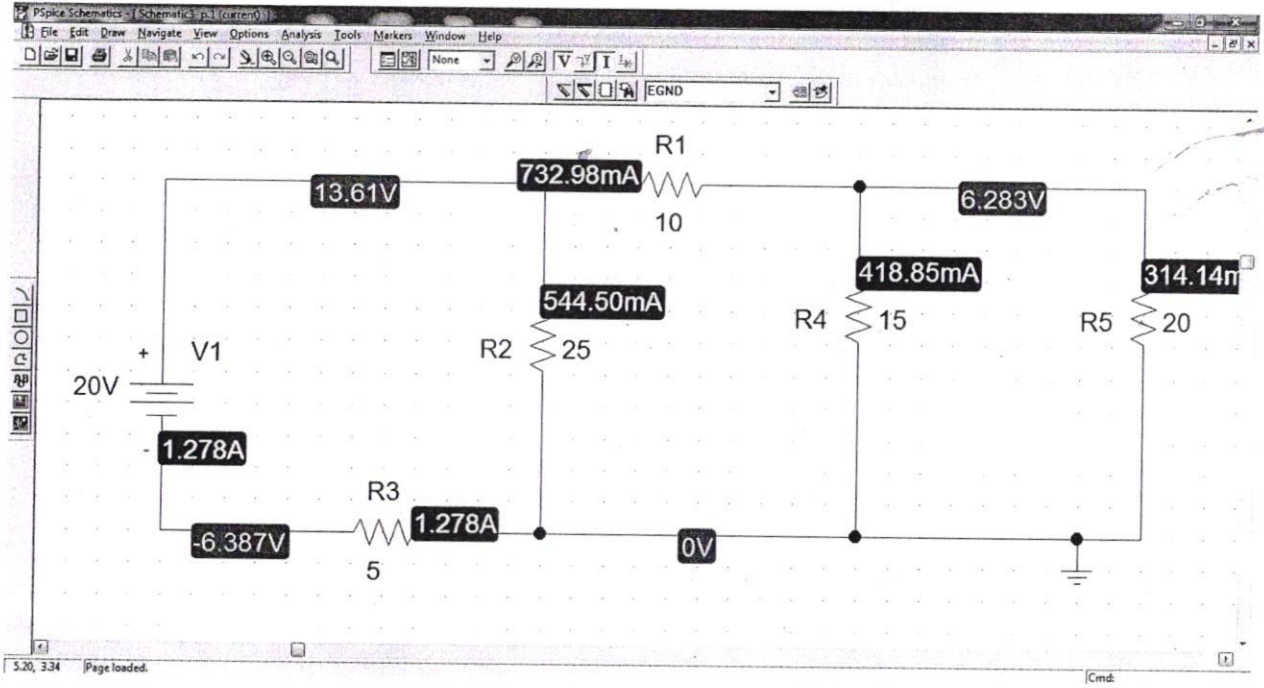 PSpice Schematics - [ Schematic3 p.1 (current) ]
File Edit Draw Navigate View Options Analysis Tools Markers Window Help
None
V I
EGND
R1
732.98mA
13.61V
6.283V
10
418.85mA
314.14m
544.50mA
R4 15
R5 20
+ V1
R2 25
20V
- 1.278A
R3
1.278A
-6.387V
0V
5
5.20, 3.34 Page loaded.
Cmd: